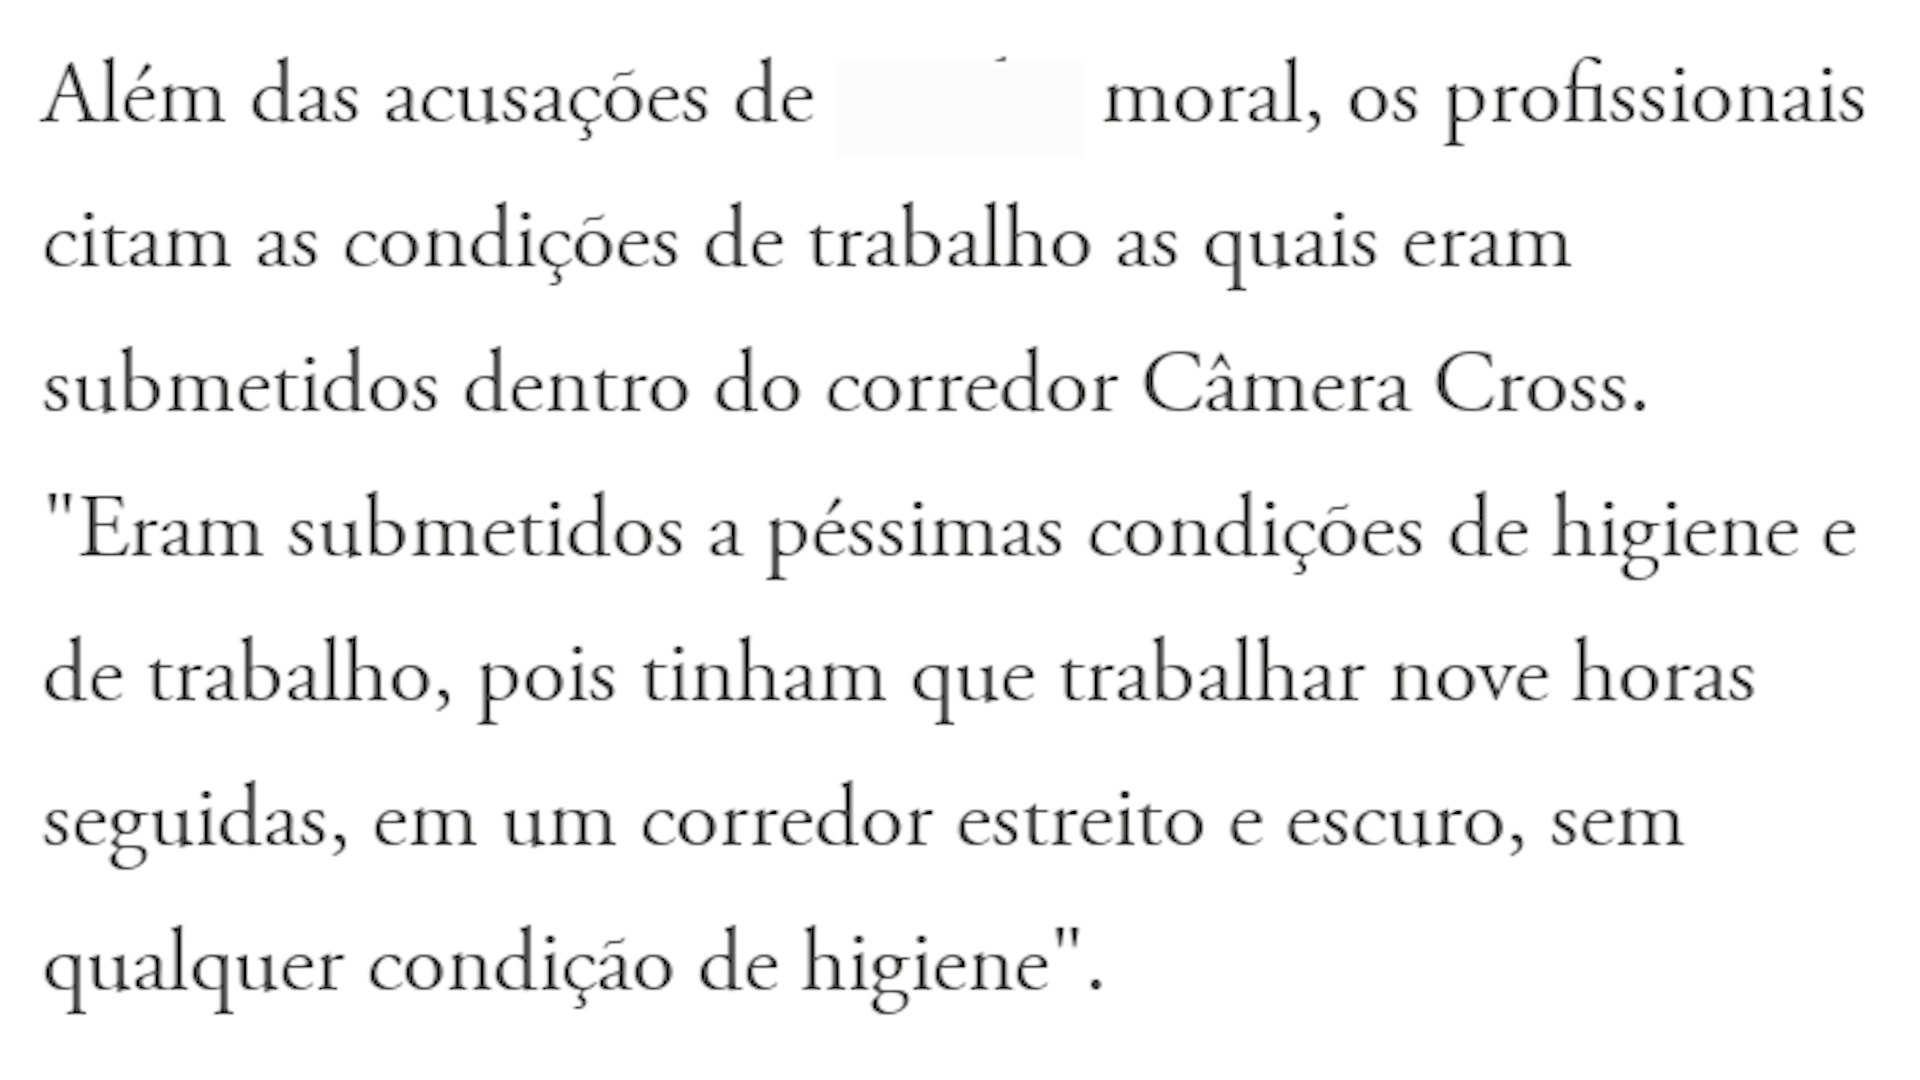 Além das acusações de moral, os profissionais
citam as condições de trabalho as quais eram
submetidos dentro do corredor Câmera Cross.
"Eram submetidos a péssimas condições de higiene e
de trabalho, pois tinham que trabalhar nove horas
seguidas, em um corredor estreito e escuro, sem
qualquer condição de higiene".